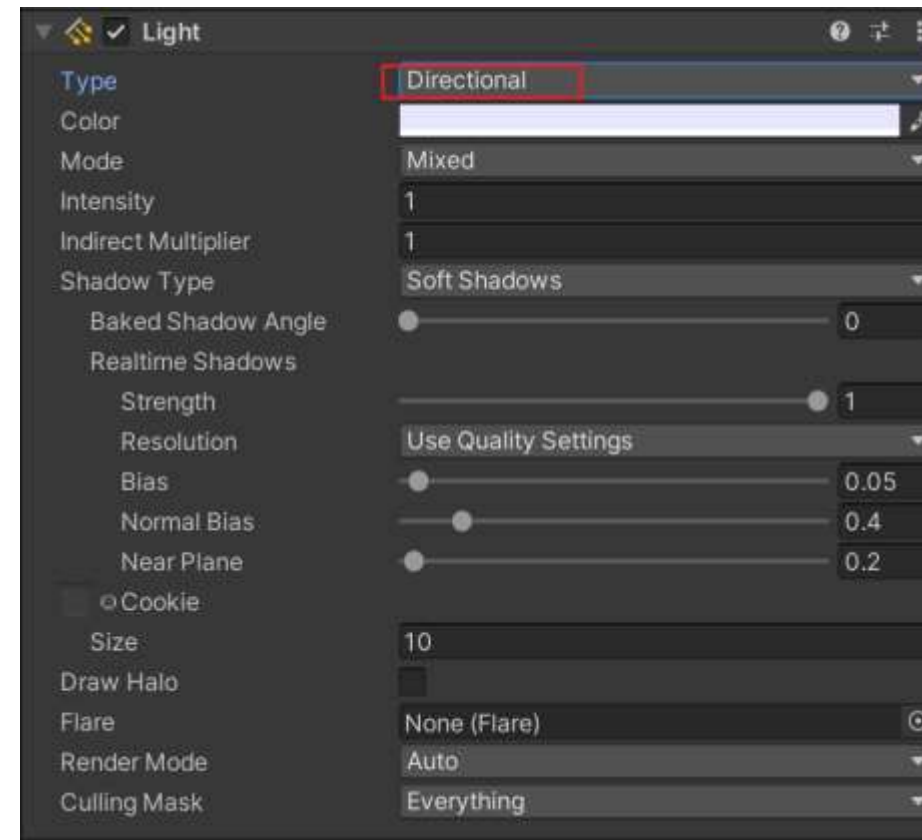 Light
Type Directional
Color
Mode Mixed
Intensity 1
Indirect Multiplier 1
Shadow Type Soft Shadows
Baked Shadow Angle 0
Realtime Shadows
Strength 1
Resolution Use Quality Settings
Bias 0.05
Normal Bias 0.4
Near Plane 0.2
Cookie
Size 10
Draw Halo
Flare None (Flare)
Render Mode Auto
Culling Mask Everything